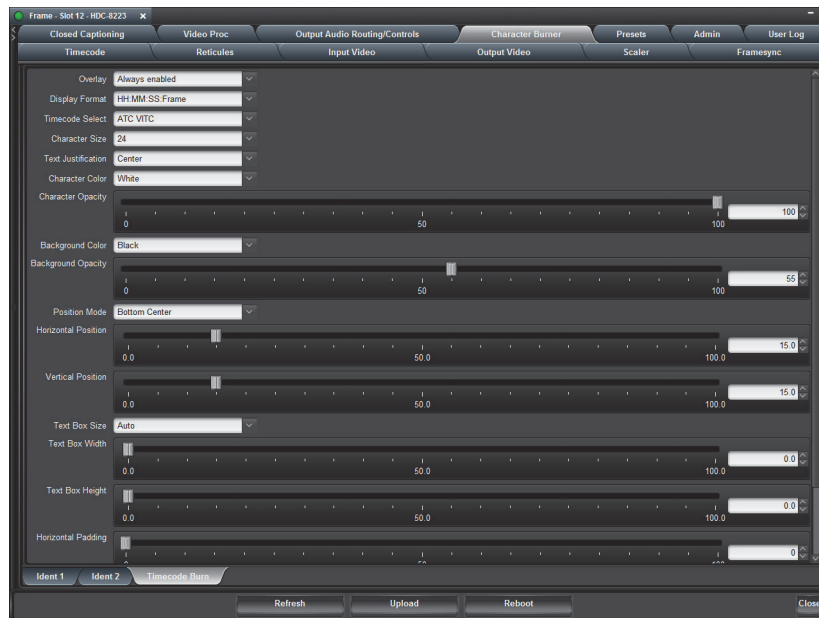 Frame - Slot 12 - HDC-8223 x
Closed Captioning Video Proc Output Audio Routing/Controls Character Burner Presets Admin User Log
Timecode Reticules Input Video Output Video Scaler Framesync
Overlay Always enabled
Display Format HH:MM:SS:Frame
Timecode Select ATC VITC
Character Size 24
Text Justification Center
Character Color White
Character Opacity
100
0 50 100
Background Color Black
Background Opacity
55
0 50 100
Position Mode Bottom Center
Horizontal Position
15.0
0.0 50.0 100.0
Vertical Position
15.0
0.0 50.0 100.0
Text Box Size Auto
Text Box Width
0.0
0.0 50.0 100.0
Text Box Height
0.0
0.0 50.0 100.0
Horizontal Padding
0
Ident 1 Ident 2 Timecode Burn
Refresh Upload Reboot Close